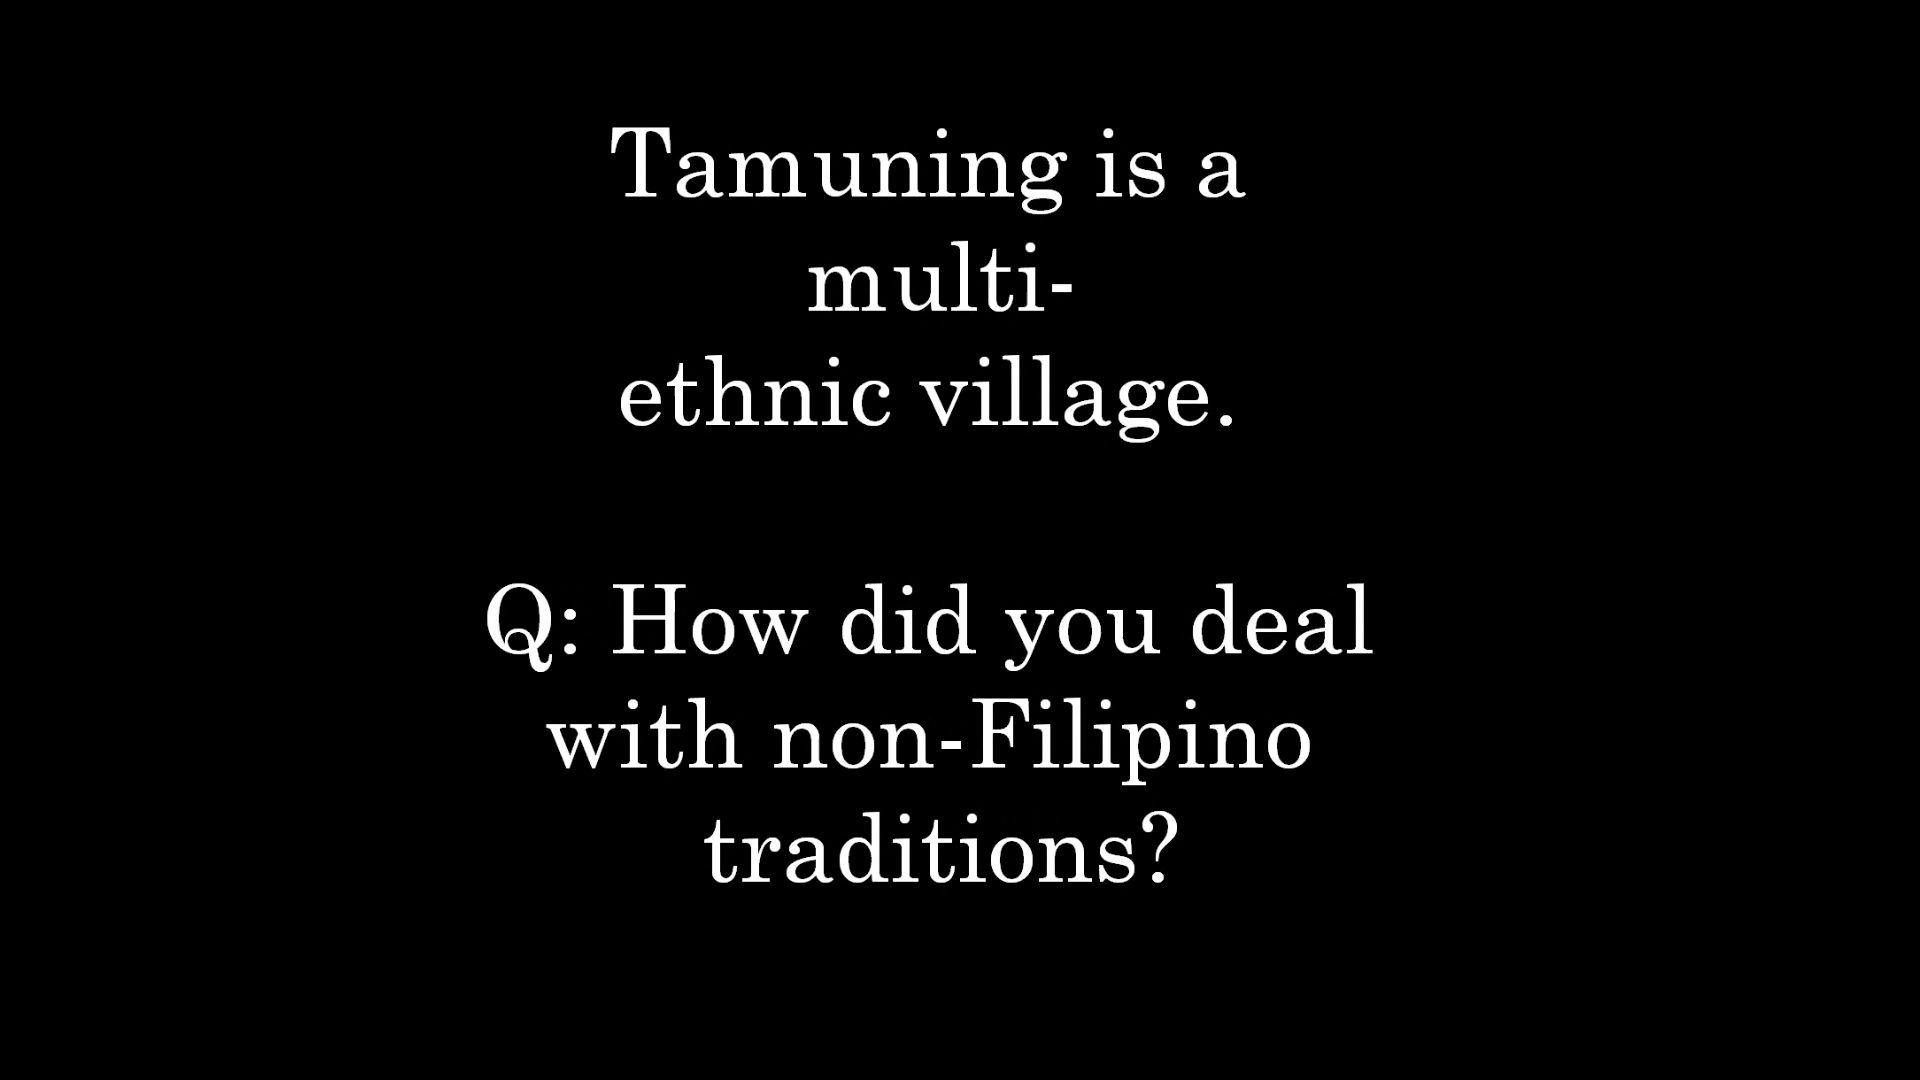 Tamuning is a
multi-
ethnic village.
Q: How did you deal
with non-Filipino
traditions?